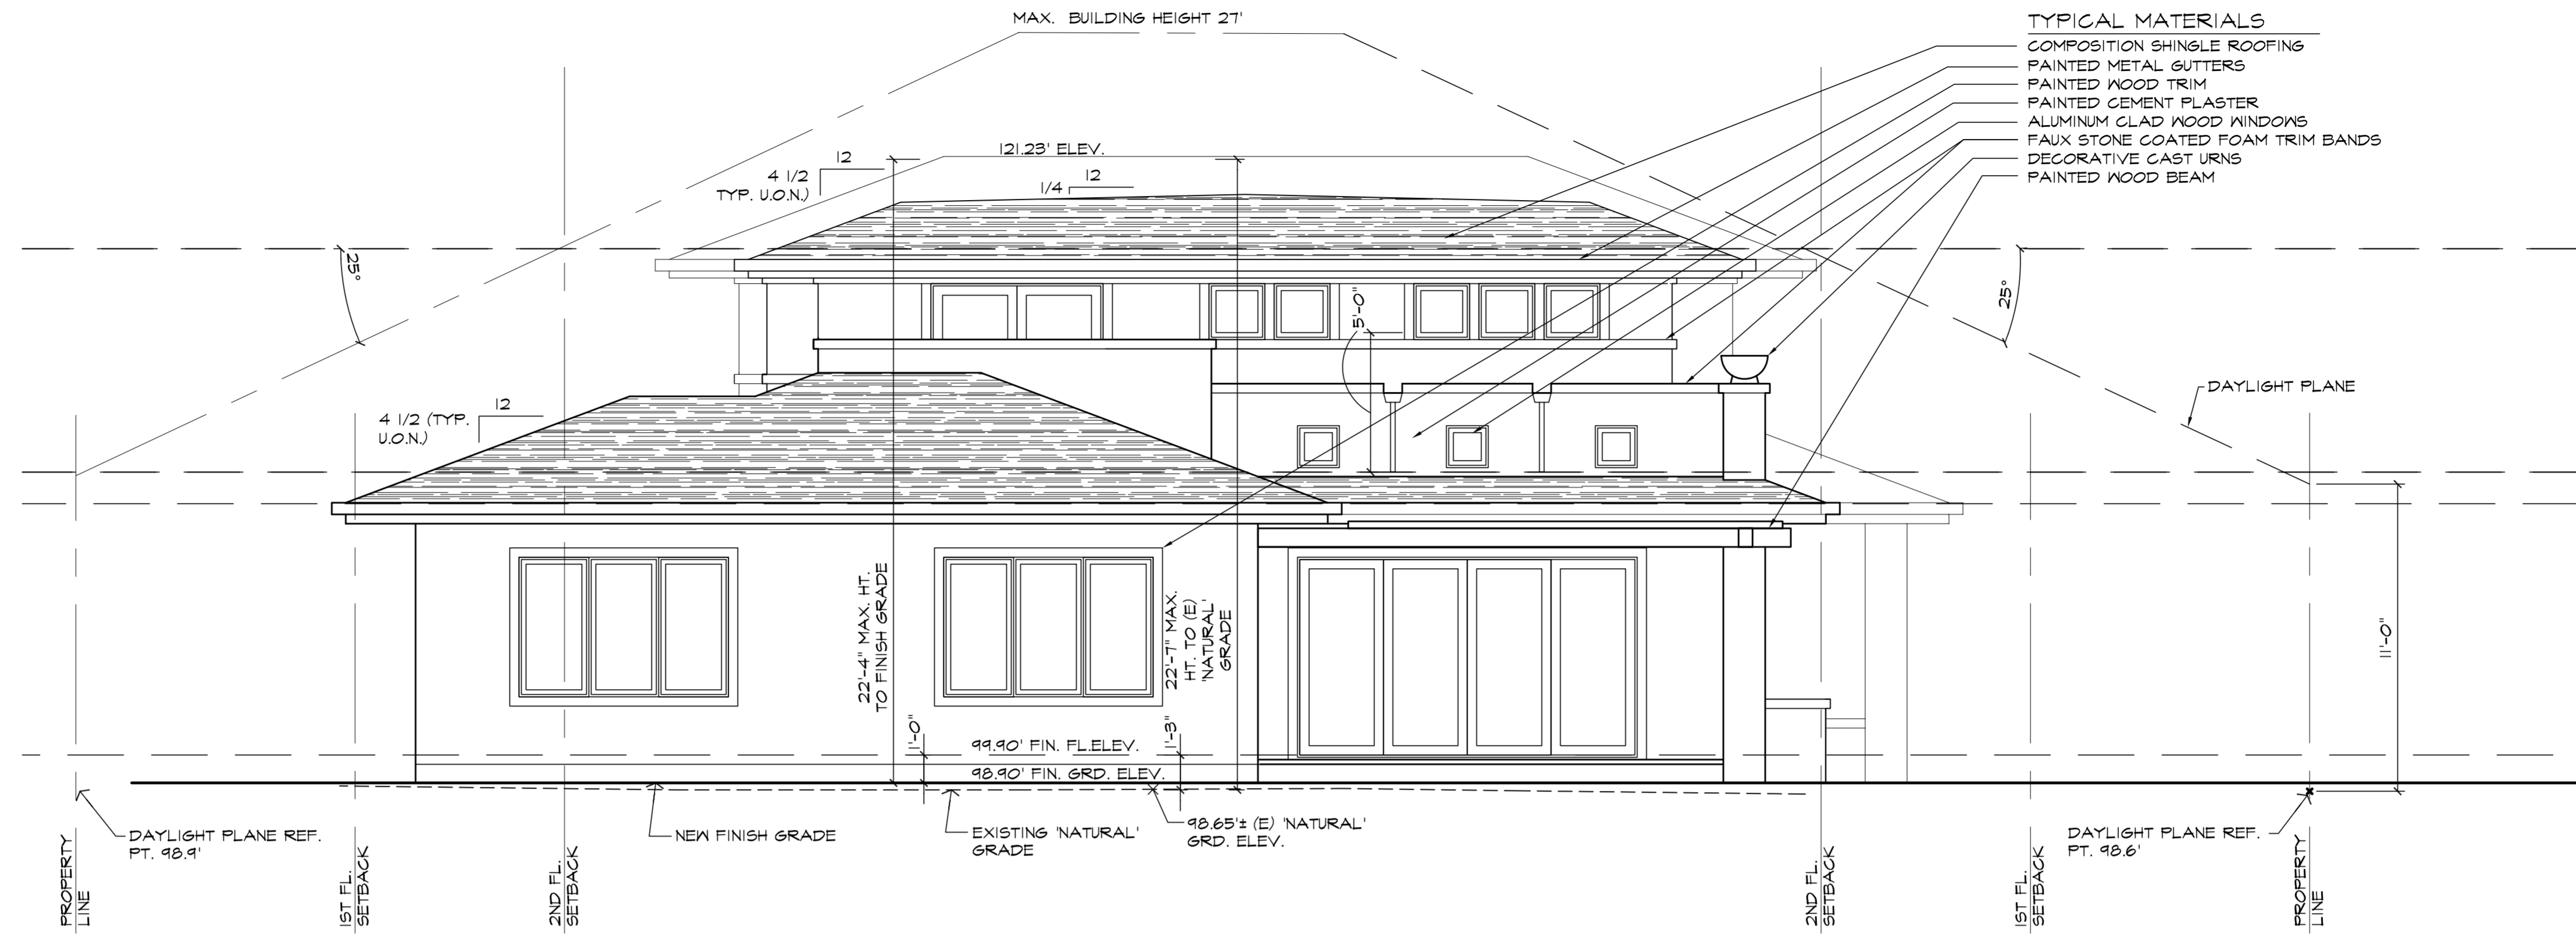 MAX. BUILDING HEIGHT 27'
TYPICAL MATERIALS
COMPOSITION SHINGLE ROOFING
PAINTED METAL GUTTERS
PAINTED WOOD TRIM
PAINTED CEMENT PLASTER
ALUMINUM CLAD WOOD WINDOWS
FAUX STONE COATED FOAM TRIM BANDS
DECORATIVE CAST URNS
PAINTED WOOD BEAM
121.23' ELEV.
12
4 1/2
TYP. U.O.N.)
12
1/4
25°
25°
5'-0"
DAYLIGHT PLANE
12
4 1/2 (TYP.
U.O.N.)
22'-4" MAX. HT.
TO FINISH GRADE
22'-7" MAX.
HT. TO (E)
'NATURAL'
GRADE
11'-0"
1'-0"
1'-3"
99.90' FIN. FL.ELEV.
98.90' FIN. GRD. ELEV.
DAYLIGHT PLANE REF.
PT. 98.9'
NEW FINISH GRADE
EXISTING 'NATURAL'
GRADE
98.65'± (E) 'NATURAL'
GRD. ELEV.
DAYLIGHT PLANE REF.
PT. 98.6'
PROPERTY
LINE
1ST FL.
SETBACK
2ND FL.
SETBACK
2ND FL.
SETBACK
1ST FL.
SETBACK
PROPERTY
LINE